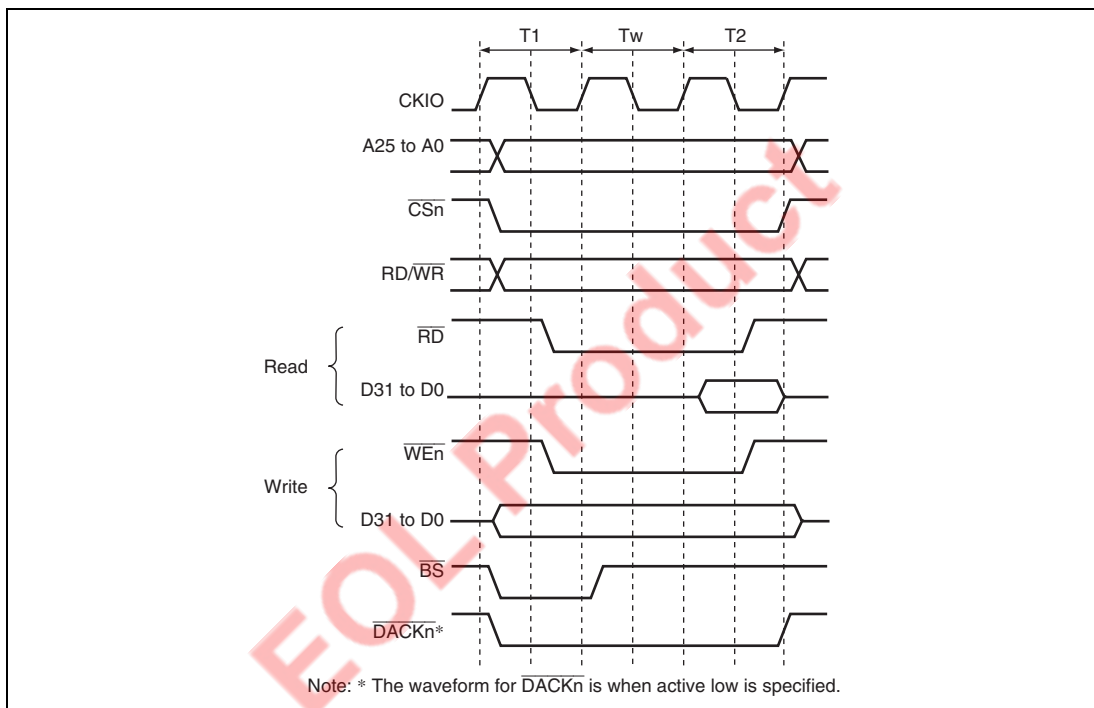 T1 Tw T2
CKIO
A25 to A0
CSn
RD/WR
RD
Read
D31 to D0
WEn
Write
D31 to D0
BS
DACKn*
Note: * The waveform for DACKn is when active low is specified.
EOL Product